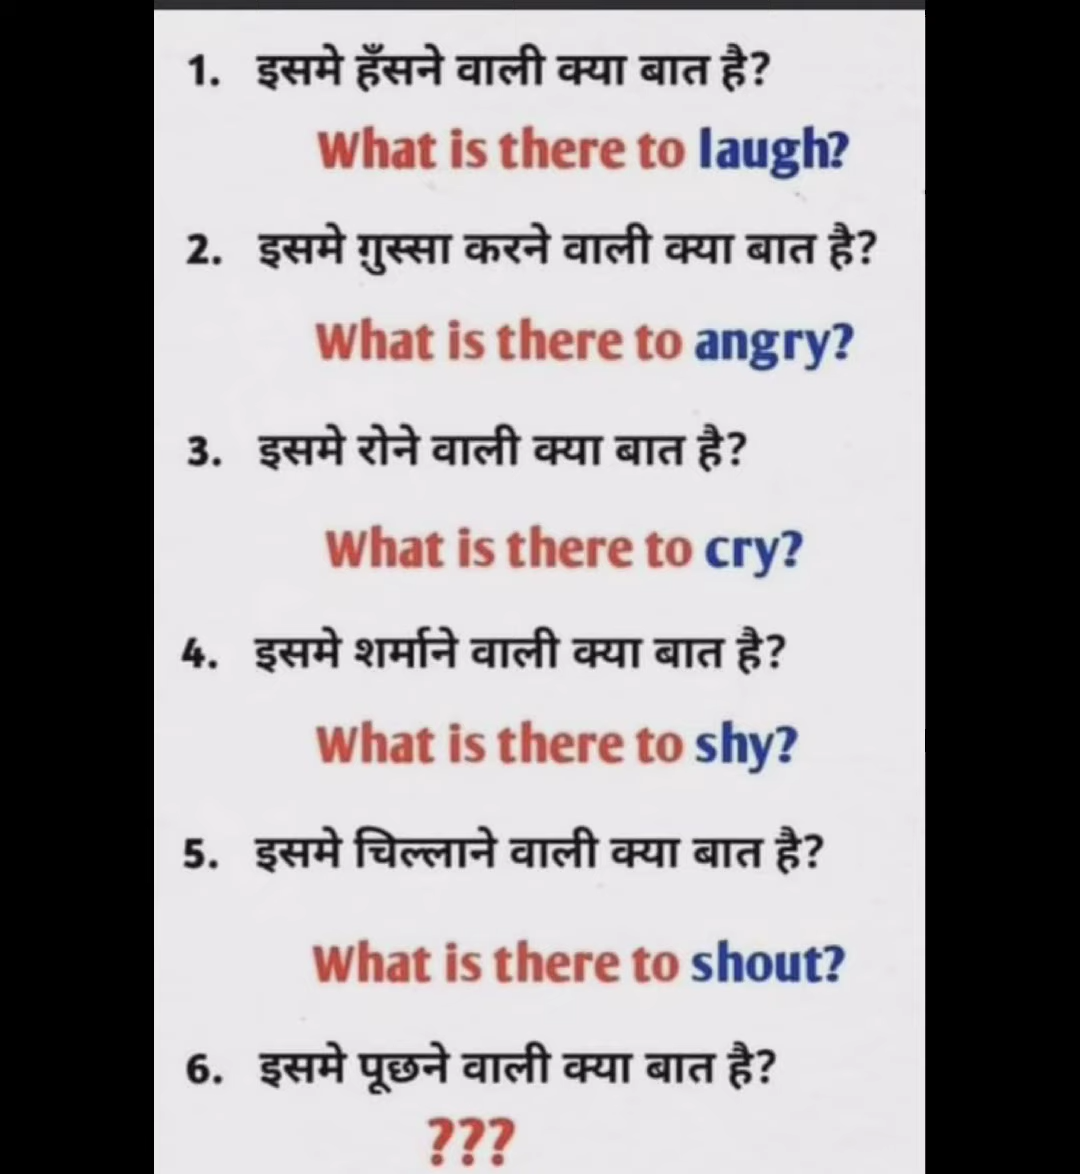 1. इसमे हँसने वाली क्या बात है?
What is there to laugh?
2. इसमे ग़ुस्सा करने वाली क्या बात है?
What is there to angry?
3. इसमे रोने वाली क्या बात है?
What is there to cry?
4. इसमे शर्माने वाली क्या बात है?
What is there to shy?
5. इसमे चिल्लाने वाली क्या बात है?
What is there to shout?
6. इसमे पूछने वाली क्या बात है?
???